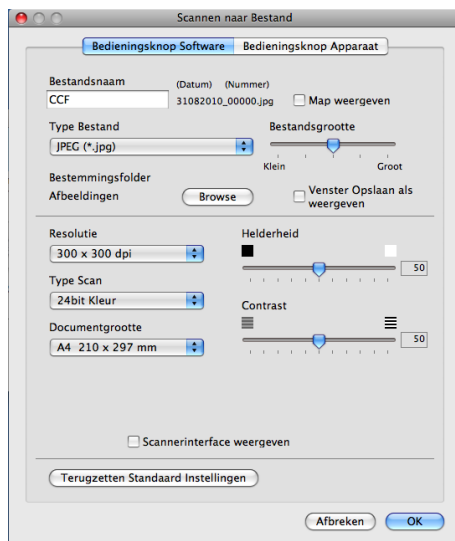 Scannen naar Bestand
Bedieningsknop Software
Bedieningsknop Apparaat
Bestandsnaam
(Datum) (Nummer)
CCF
31082010_00000.jpg
Map weergeven
Type Bestand
Bestandsgrootte
JPEG (*.jpg)
Klein
Groot
Bestemmingsfolder
Afbeeldingen
Browse
Venster Opslaan als
weergeven
Resolutie
Helderheid
300 x 300 dpi
50
Type Scan
24bit Kleur
Contrast
Documentgrootte
50
A4 210 x 297 mm
Scannerinterface weergeven
Terugzetten Standaard Instellingen
Afbreken
OK